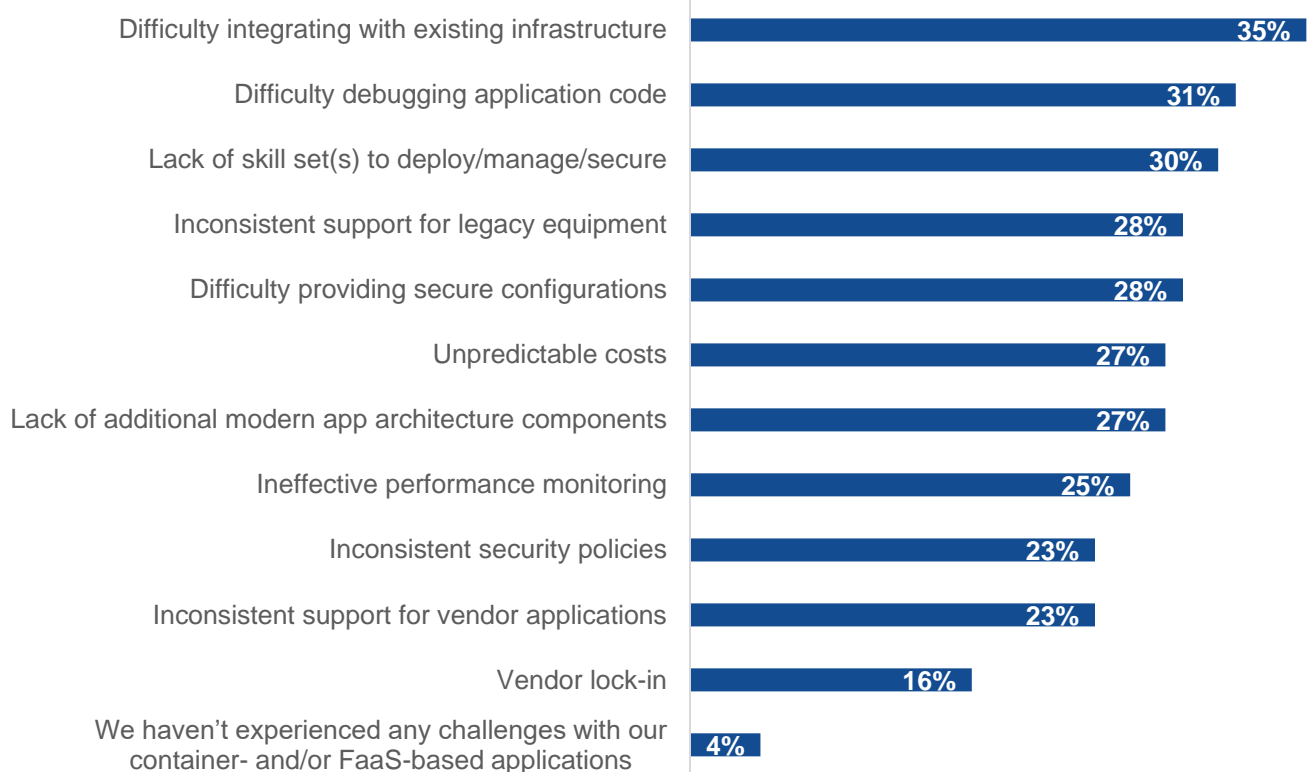 Difficulty integrating with existing infrastructure 35%
Difficulty debugging application code 31%
Lack of skill set(s) to deploy/manage/secure 30%
Inconsistent support for legacy equipment 28%
Difficulty providing secure configurations 28%
Unpredictable costs 27%
Lack of additional modern app architecture components 27%
Ineffective performance monitoring 25%
Inconsistent security policies 23%
Inconsistent support for vendor applications 23%
Vendor lock-in 16%
We haven’t experienced any challenges with our
container- and/or FaaS-based applications 4%